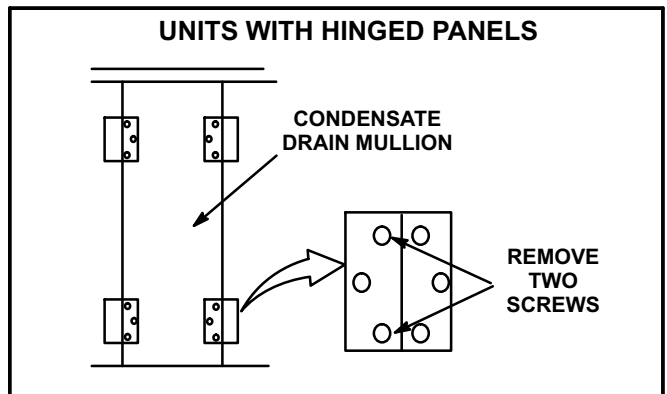 UNITS WITH HINGED PANELS
CONDENSATE
DRAIN MULLION
REMOVE
TWO
SCREWS